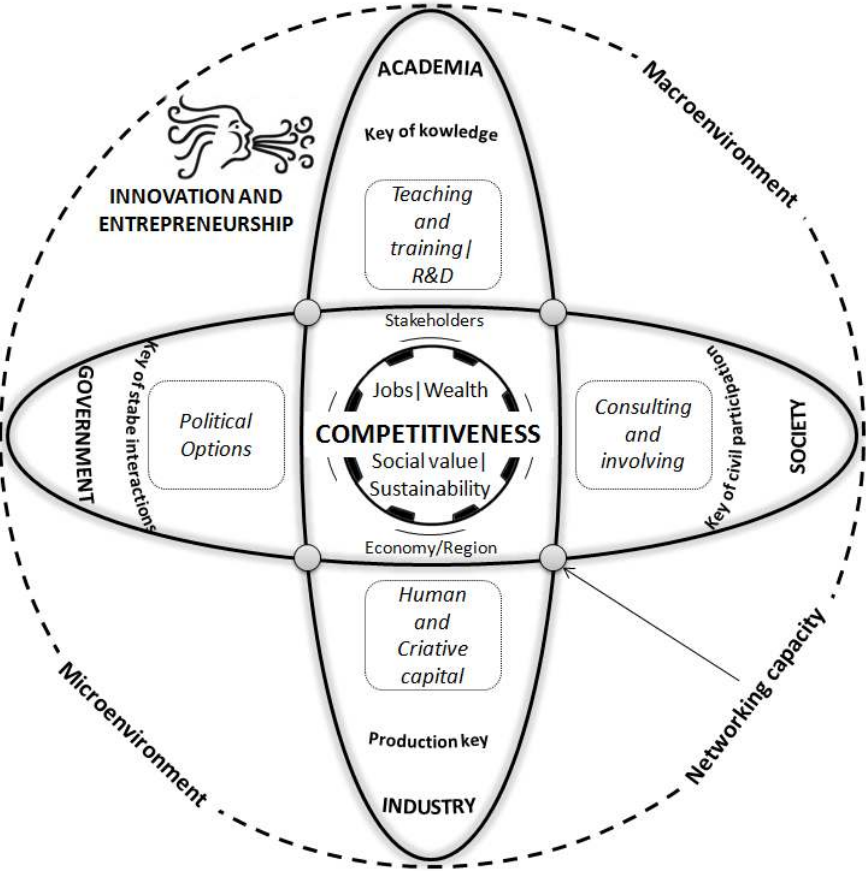 ACADEMIA
Key of kowledge
Teaching
and
training|
R&D
INNOVATION AND
ENTREPRENEURSHIP
Macroenvironment
Stakeholders
Jobs|Wealth
COMPETITIVENESS
Social value|
Sustainability
Economy/Region
GOVERNMENT
Key of stabe interactions
Political
Options
Consulting
and
involving
Key of civil participation
SOCIETY
Human
and
Criative
capital
Production key
INDUSTRY
Microenvironment
Networking capacity